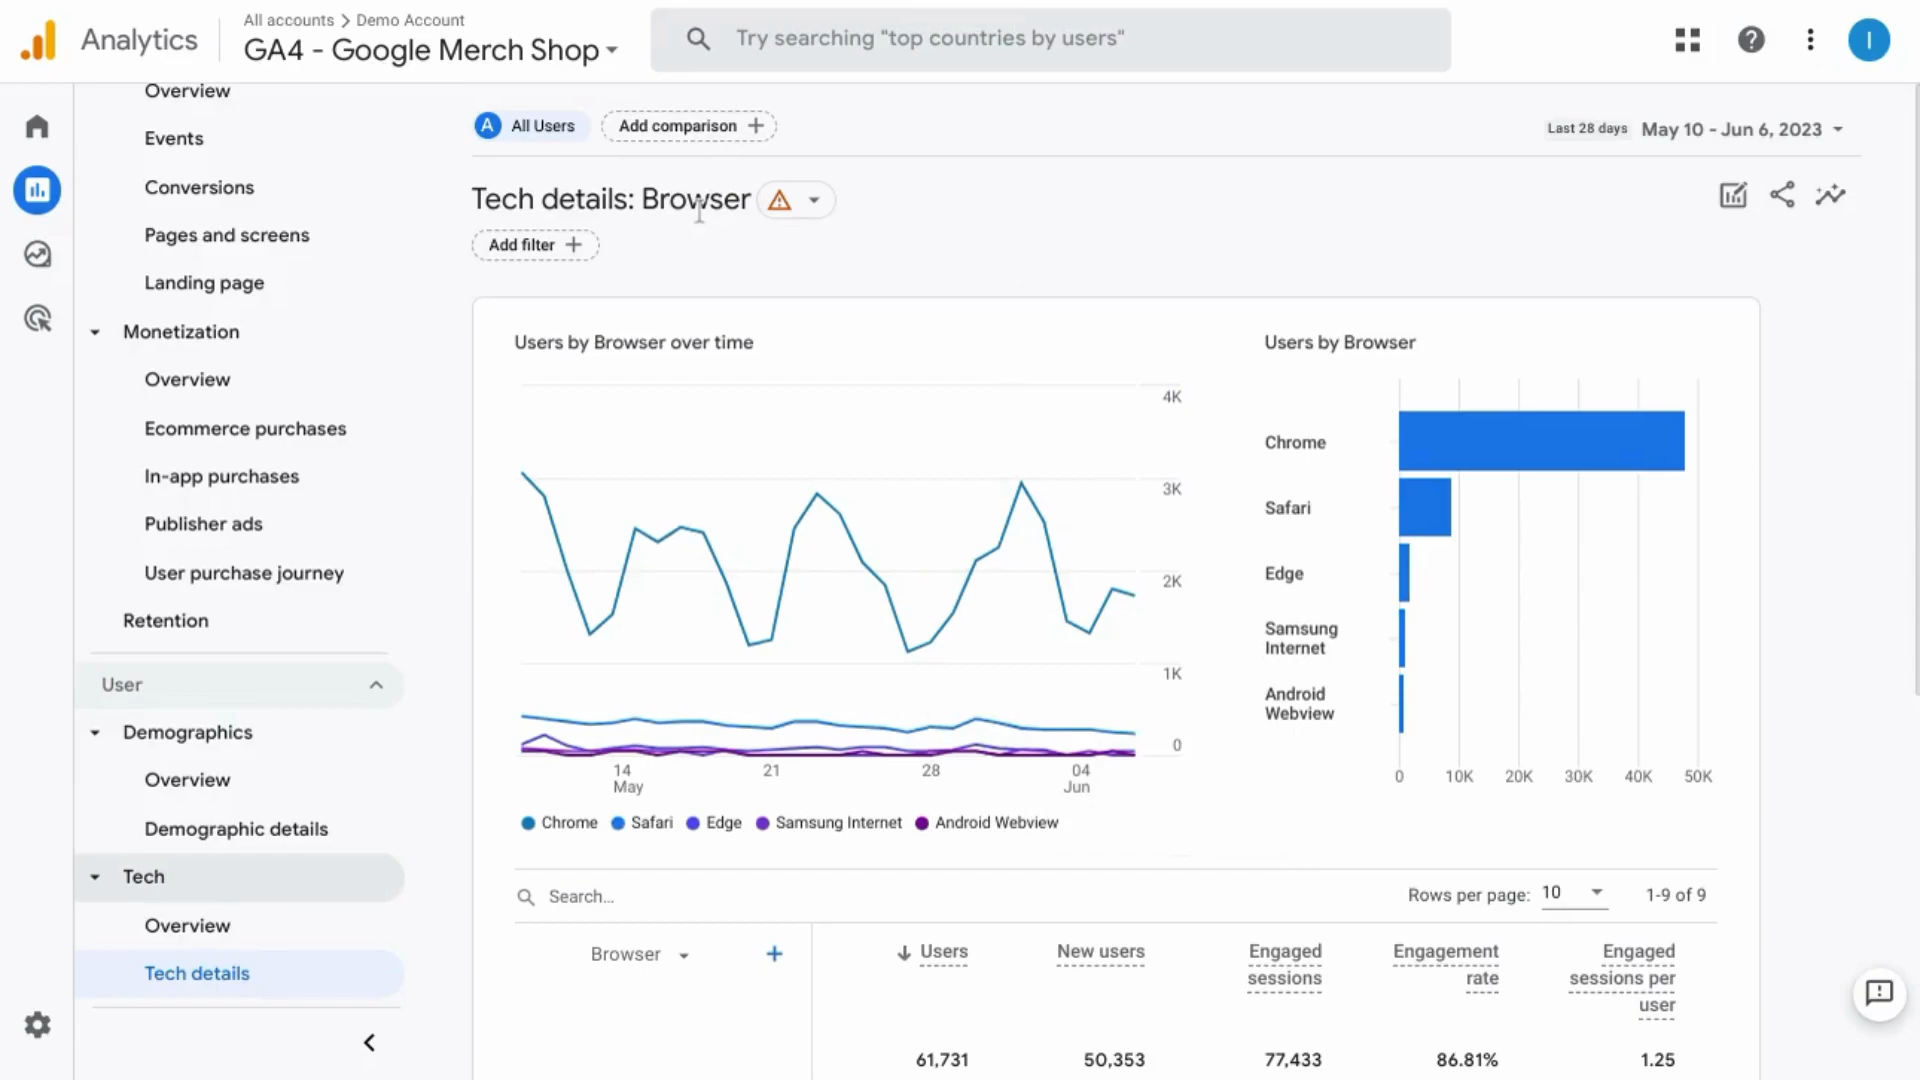 Analytics
All accounts > Demo Account
GA4 - Google Merch Shop
Try searching "top countries by users"
I
Overview
Events
Conversions
Pages and screens
Landing page
Monetization
Overview
Ecommerce purchases
In-app purchases
Publisher ads
User purchase journey
Retention
User
Demographics
Overview
Demographic details
Tech
Overview
Tech details
A All Users
Add comparison +
Last 28 days May 10 - Jun 6, 2023
Tech details: Browser
Add filter +
Users by Browser over time
4K
3K
2K
1K
0
14 May
21
28
04 Jun
Chrome Safari Edge Samsung Internet Android Webview
Users by Browser
Chrome
Safari
Edge
Samsung
Internet
Android
Webview
0 10K 20K 30K 40K 50K
Search...
Rows per page: 10 1-9 of 9
Browser +
Users
New users
Engaged
sessions
Engagement
rate
Engaged
sessions per
user
61,731 50,353 77,433 86.81% 1.25